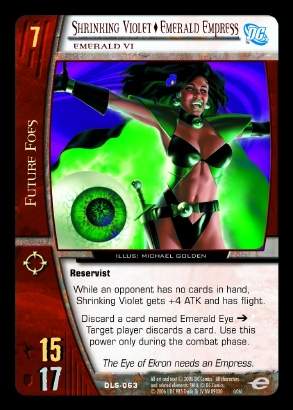 7
SHRINKING VIOLET ♦ EMERALD EMPRESS
EMERALD VI
DC
FUTURE FOES
ILLUS: MICHAEL GOLDEN
Reservist
While an opponent has no cards in hand,
Shrinking Violet gets +4 ATK and has flight.
Discard a card named Emerald Eye ➔
Target player discards a card. Use this
power only during the combat phase.
The Eye of Ekron needs an Empress.
15
17
DLS-063